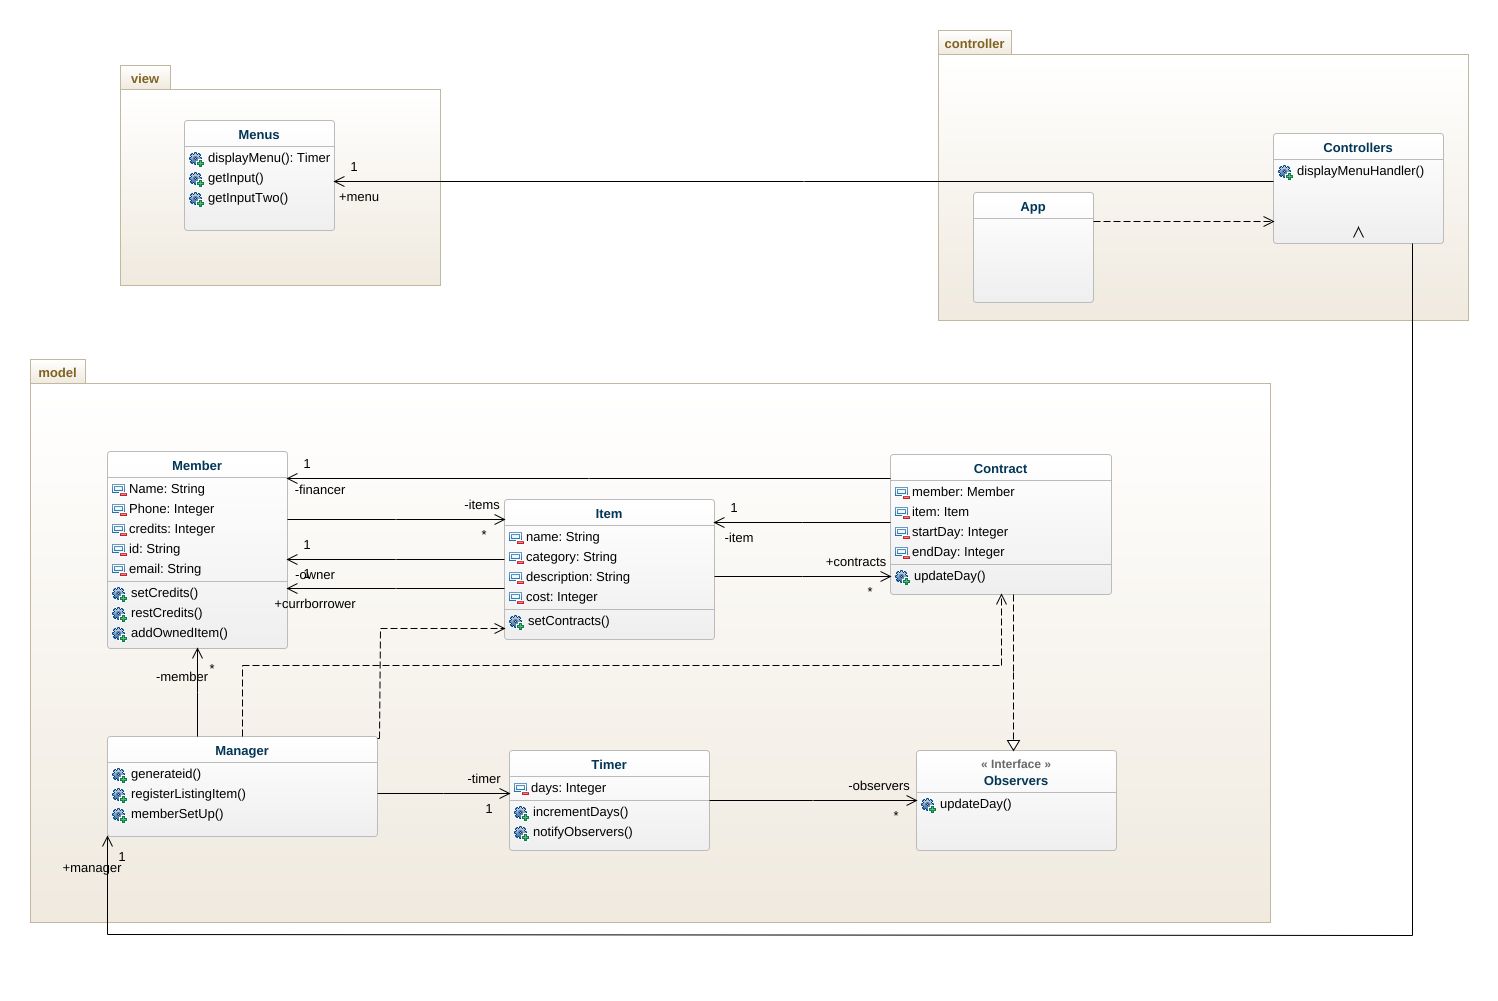 controller
view
Menus
displayMenu(): Timer
getInput()
getInputTwo()
1
+menu
Controllers
displayMenuHandler()
App
model
Member
Name: String
Phone: Integer
credits: Integer
id: String
email: String
setCredits()
restCredits()
addOwnedItem()
1
-financer
-items
*
1
-owner
1
+currborrower
Item
name: String
category: String
description: String
cost: Integer
setContracts()
1
-item
+contracts
*
Contract
member: Member
item: Item
startDay: Integer
endDay: Integer
updateDay()
-member
*
Manager
generateid()
registerListingItem()
memberSetUp()
-timer
1
Timer
days: Integer
incrementDays()
notifyObservers()
-observers
*
« Interface »
Observers
updateDay()
1
+manager